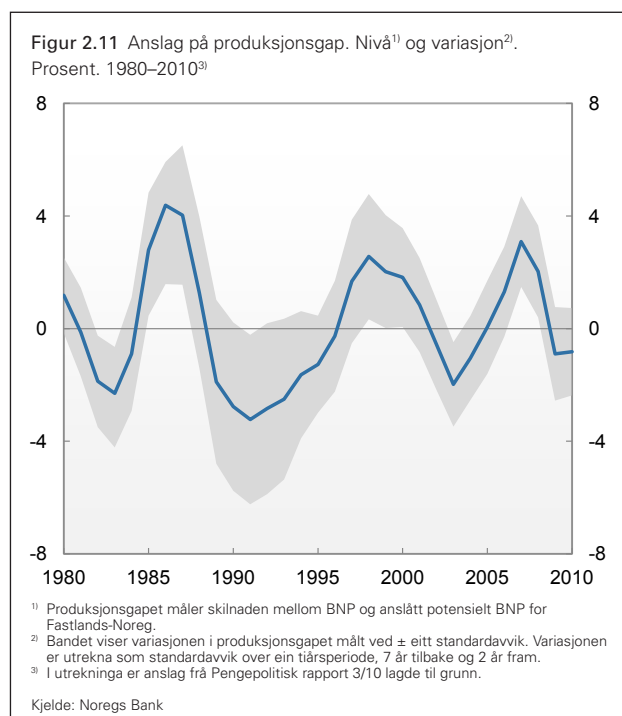 Figur 2.11 Anslag på produksjonsgap. Nivå1) og variasjon2).
Prosent. 1980–20103)
8 8
4 4
0 0
-4 -4
-8 -8
1980 1985 1990 1995 2000 2005 2010
1) Produksjonsgapet måler skilnaden mellom BNP og anslått potensielt BNP for
Fastlands-Noreg.
2) Bandet viser variasjonen i produksjonsgapet målt ved ± eitt standardavvik. Variasjonen
er utrekna som standardavvik over ein tiårsperiode, 7 år tilbake og 2 år fram.
3) I utrekninga er anslag frå Pengepolitisk rapport 3/10 lagde til grunn.
Kjelde: Noregs Bank